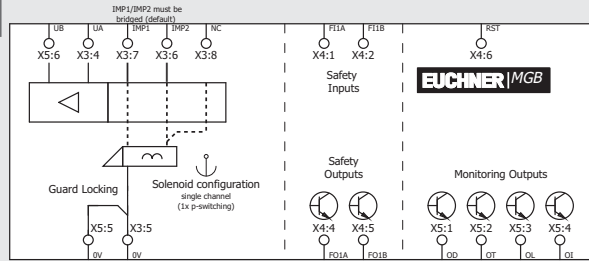 IMP1/IMP2 must be
bridged (default)
UB UA IMP1 IMP2 NC FI1A FI1B RST
X5:6 X3:4 X3:7 X3:6 X3:8 X4:1 X4:2 X4:6
Safety
Inputs
EUCHNER MGB
Guard Locking
Solenoid configuration
single channel
(1x p-switching)
Safety
Outputs
Monitoring Outputs
X5:5 X3:5 X4:4 X4:5 X5:1 X5:2 X5:3 X5:4
0V 0V FO1A FO1B OD OT OL OI